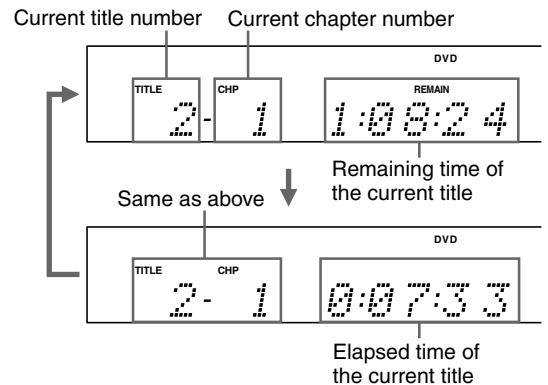 Current title number Current chapter number
DVD
TITLE CHP REMAIN
2- 1 1:08:24
Remaining time of
the current title
Same as above
DVD
TITLE CHP
2- 1 0:07:33
Elapsed time of
the current title